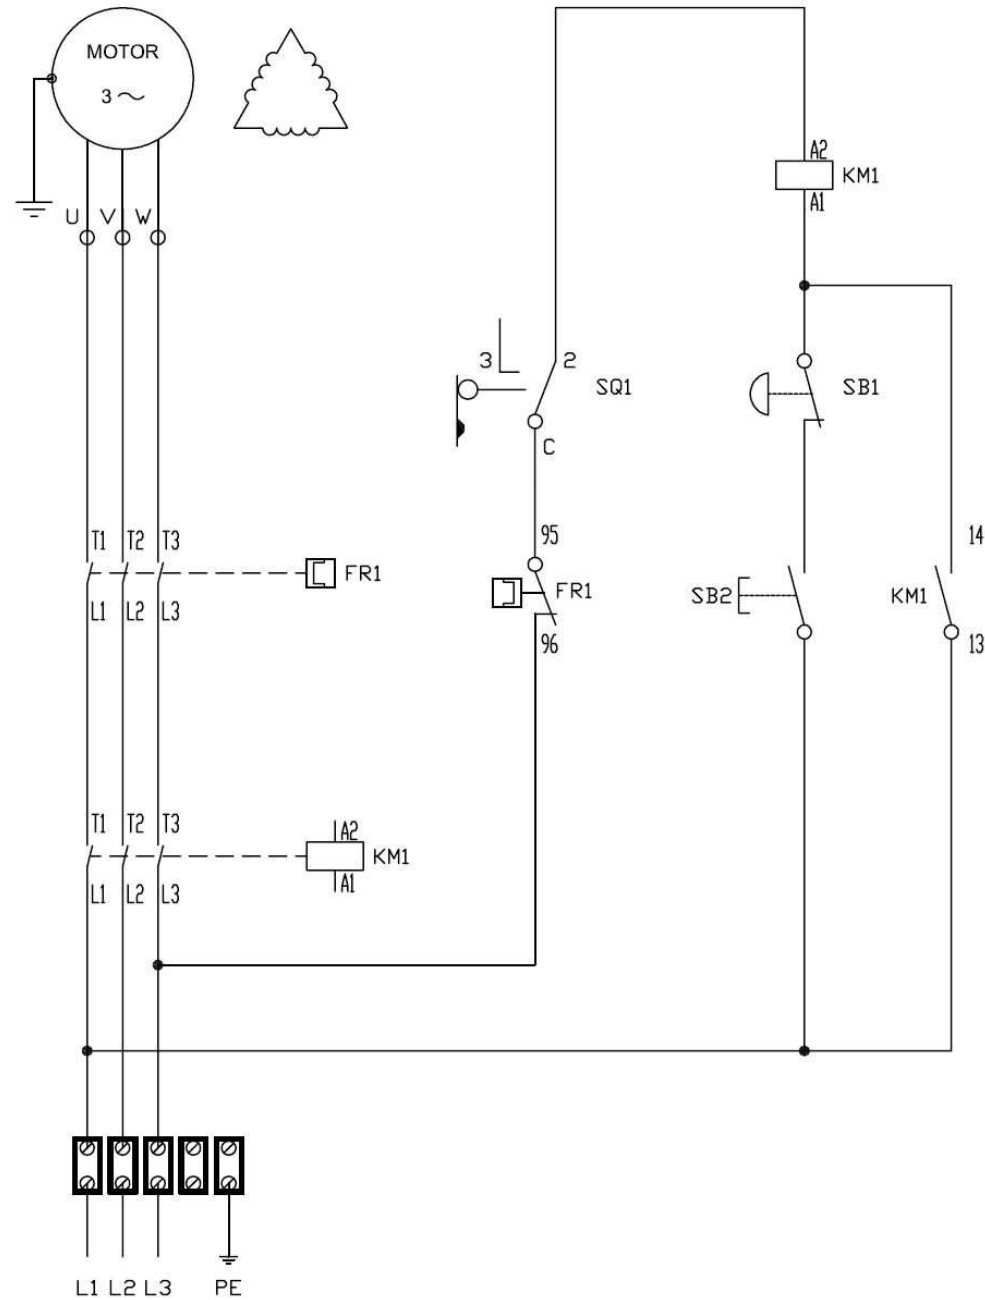 MOTOR
3 ~
A2
KM1
A1
U V W
3 2
SQ1
SB1
C
T1 T2 T3
95
14
FR1
FR1
SB2
KM1
L1 L2 L3
96
13
T1 T2 T3
A2
KM1
A1
L1 L2 L3
L1 L2 L3 PE